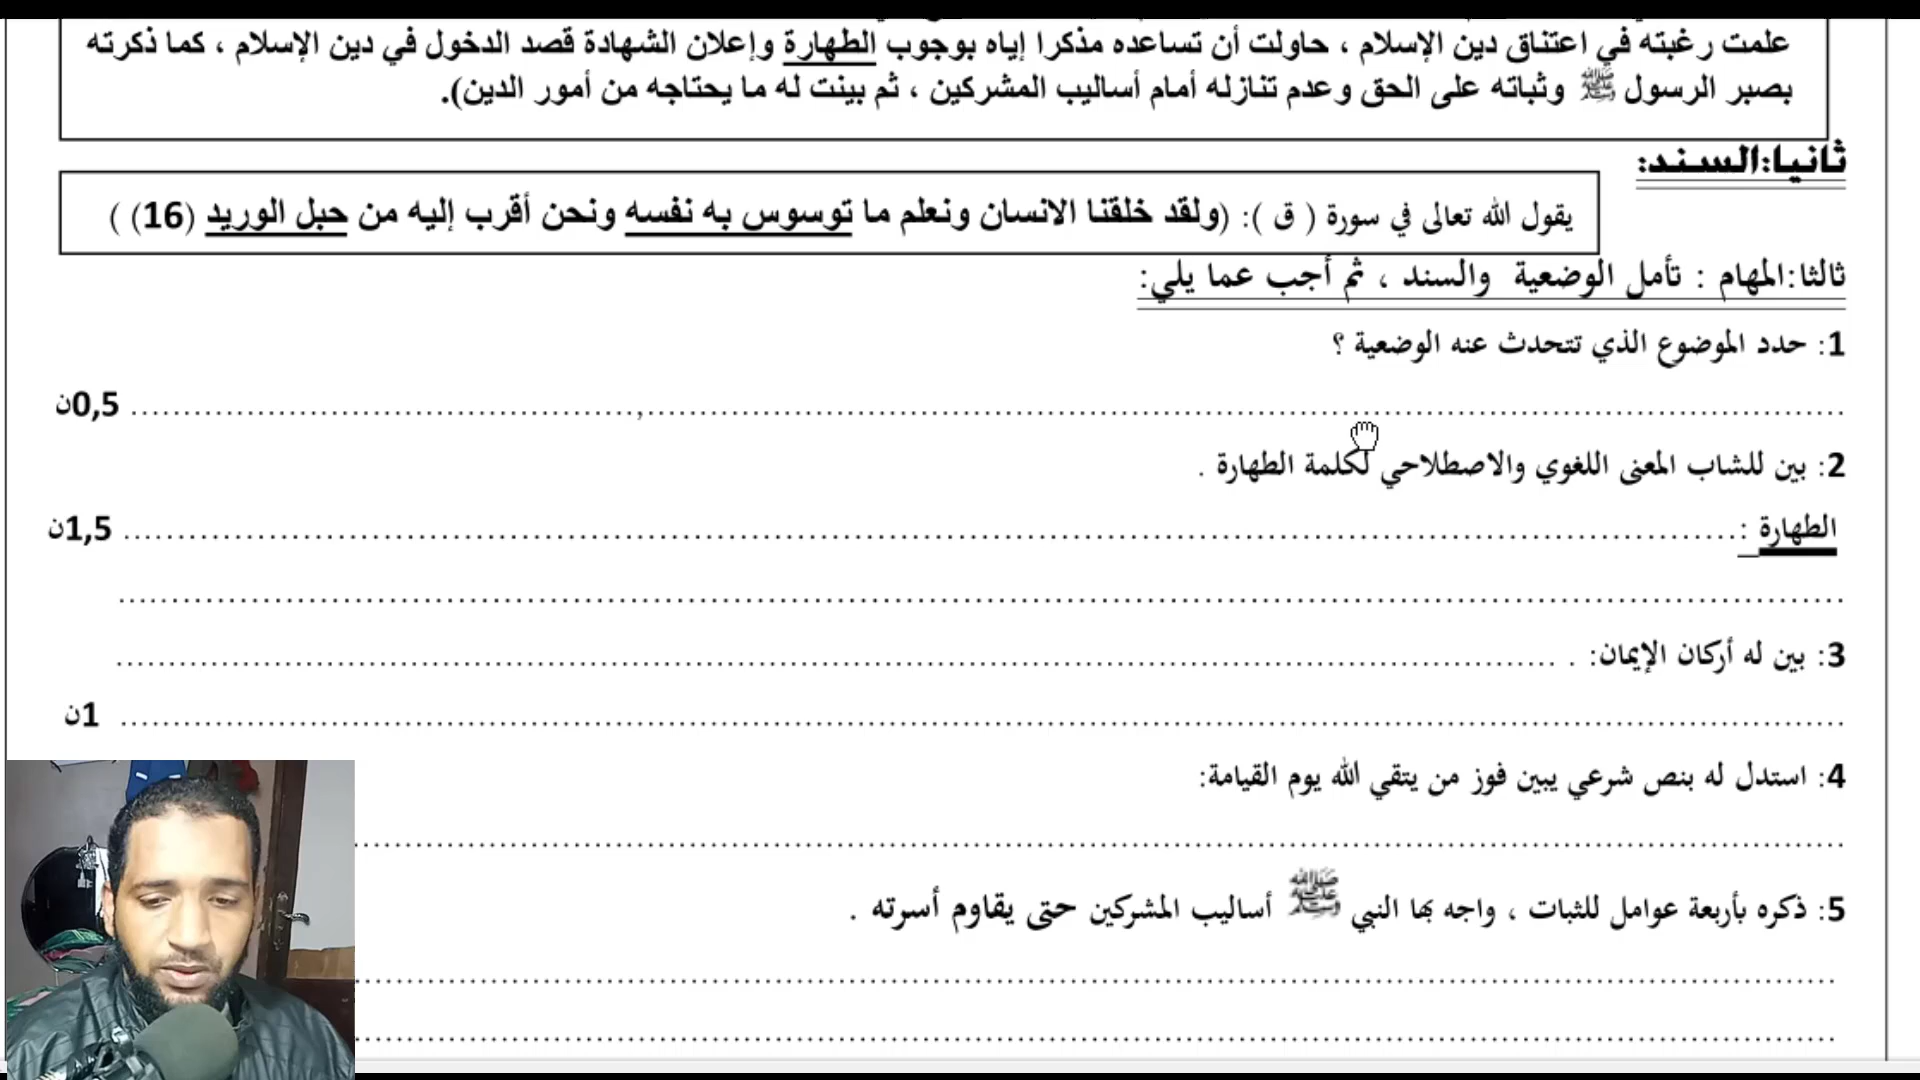 علمت رغبته في اعتناق دين الإسلام ، حاولت أن تساعده مذكرا إياه بوجوب الطهارة وإعلان الشهادة قصد الدخول في دين الإسلام ، كما ذكرته
بصبر الرسول ﷺ وثباته على الحق وعدم تنازله أمام أساليب المشركين ، ثم بينت له ما يحتاجه من أمور الدين).
ثانيا:السند:
يقول الله تعالى في سورة ( ق ): (ولقد خلقنا الانسان ونعلم ما توسوس به نفسه ونحن أقرب إليه من حبل الوريد (16) )
ثالثا:المهام : تأمل الوضعية والسند ، ثم أجب عما يلي:
1: حدد الموضوع الذي تتحدث عنه الوضعية ؟
........................................ 0,5ن
2: بين للشاب المعنى اللغوي والاصطلاحي لكلمة الطهارة .
الطهارة :........................................ 1,5ن
........................................
3: بين له أركان الإيمان: . ........................................
........................................ 1ن
4: استدل له بنص شرعي يبين فوز من يتقي الله يوم القيامة:
........................................
5: ذكره بأربعة عوامل للثبات ، واجه بها النبي ﷺ أساليب المشركين حتى يقاوم أسرته .
........................................
........................................